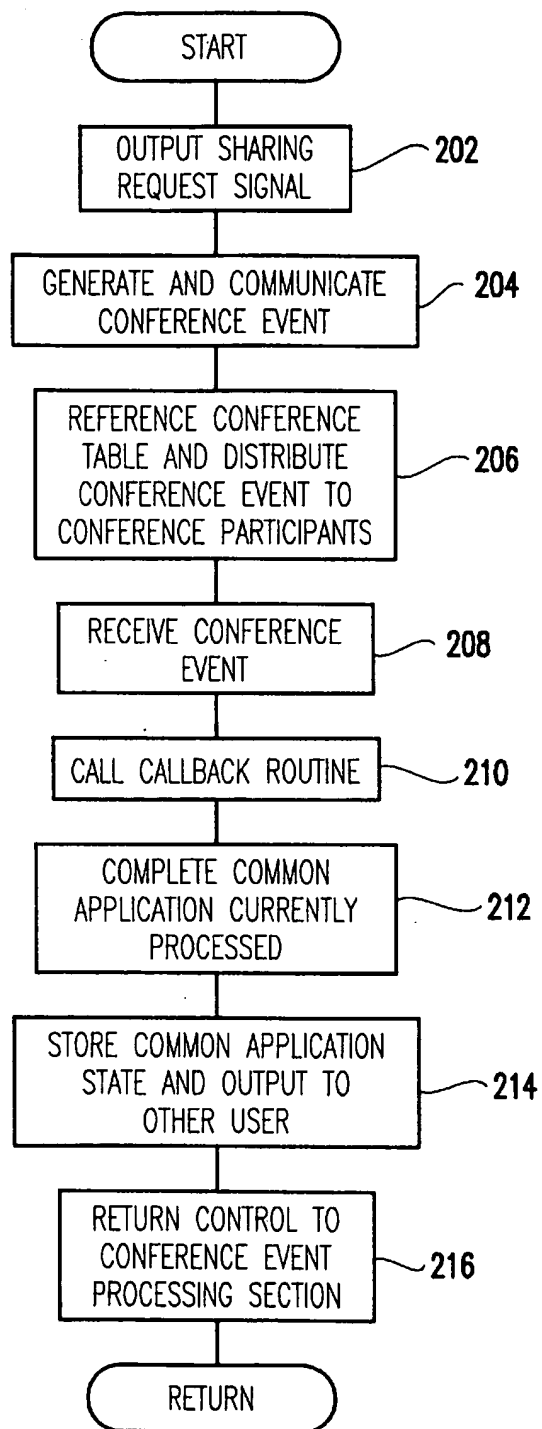 START
OUTPUT SHARING
REQUEST SIGNAL
202
GENERATE AND COMMUNICATE
CONFERENCE EVENT
204
REFERENCE CONFERENCE
TABLE AND DISTRIBUTE
CONFERENCE EVENT TO
CONFERENCE PARTICIPANTS
206
RECEIVE CONFERENCE
EVENT
208
CALL CALLBACK ROUTINE
210
COMPLETE COMMON
APPLICATION CURRENTLY
PROCESSED
212
STORE COMMON APPLICATION
STATE AND OUTPUT TO
OTHER USER
214
RETURN CONTROL TO
CONFERENCE EVENT
PROCESSING SECTION
216
RETURN